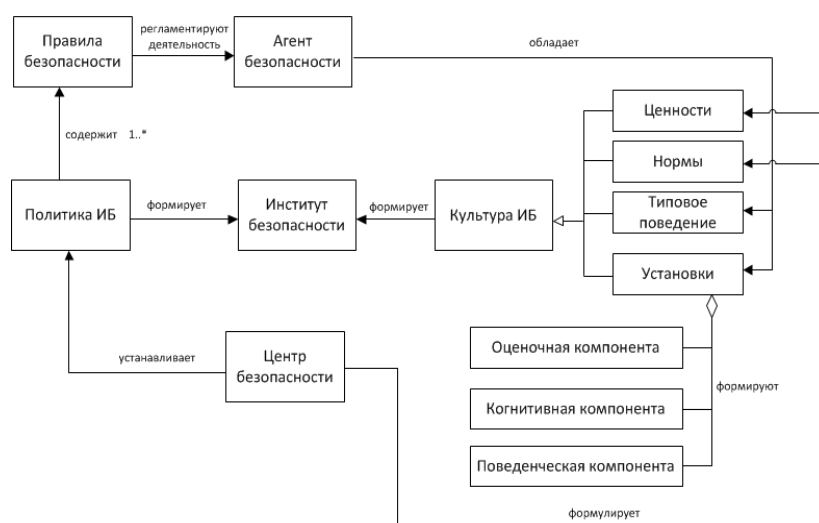 регламентируют
деятельность
Правила
безопасности
Агент
безопасности
обладает
Ценности
содержит 1..*
Нормы
Политика ИБ
формирует
Институт
безопасности
формирует
Культура ИБ
Типовое
поведение
Установки
устанавливает
Центр
безопасности
Оценочная компонента
формируют
Когнитивная компонента
Поведенческая компонента
формулирует